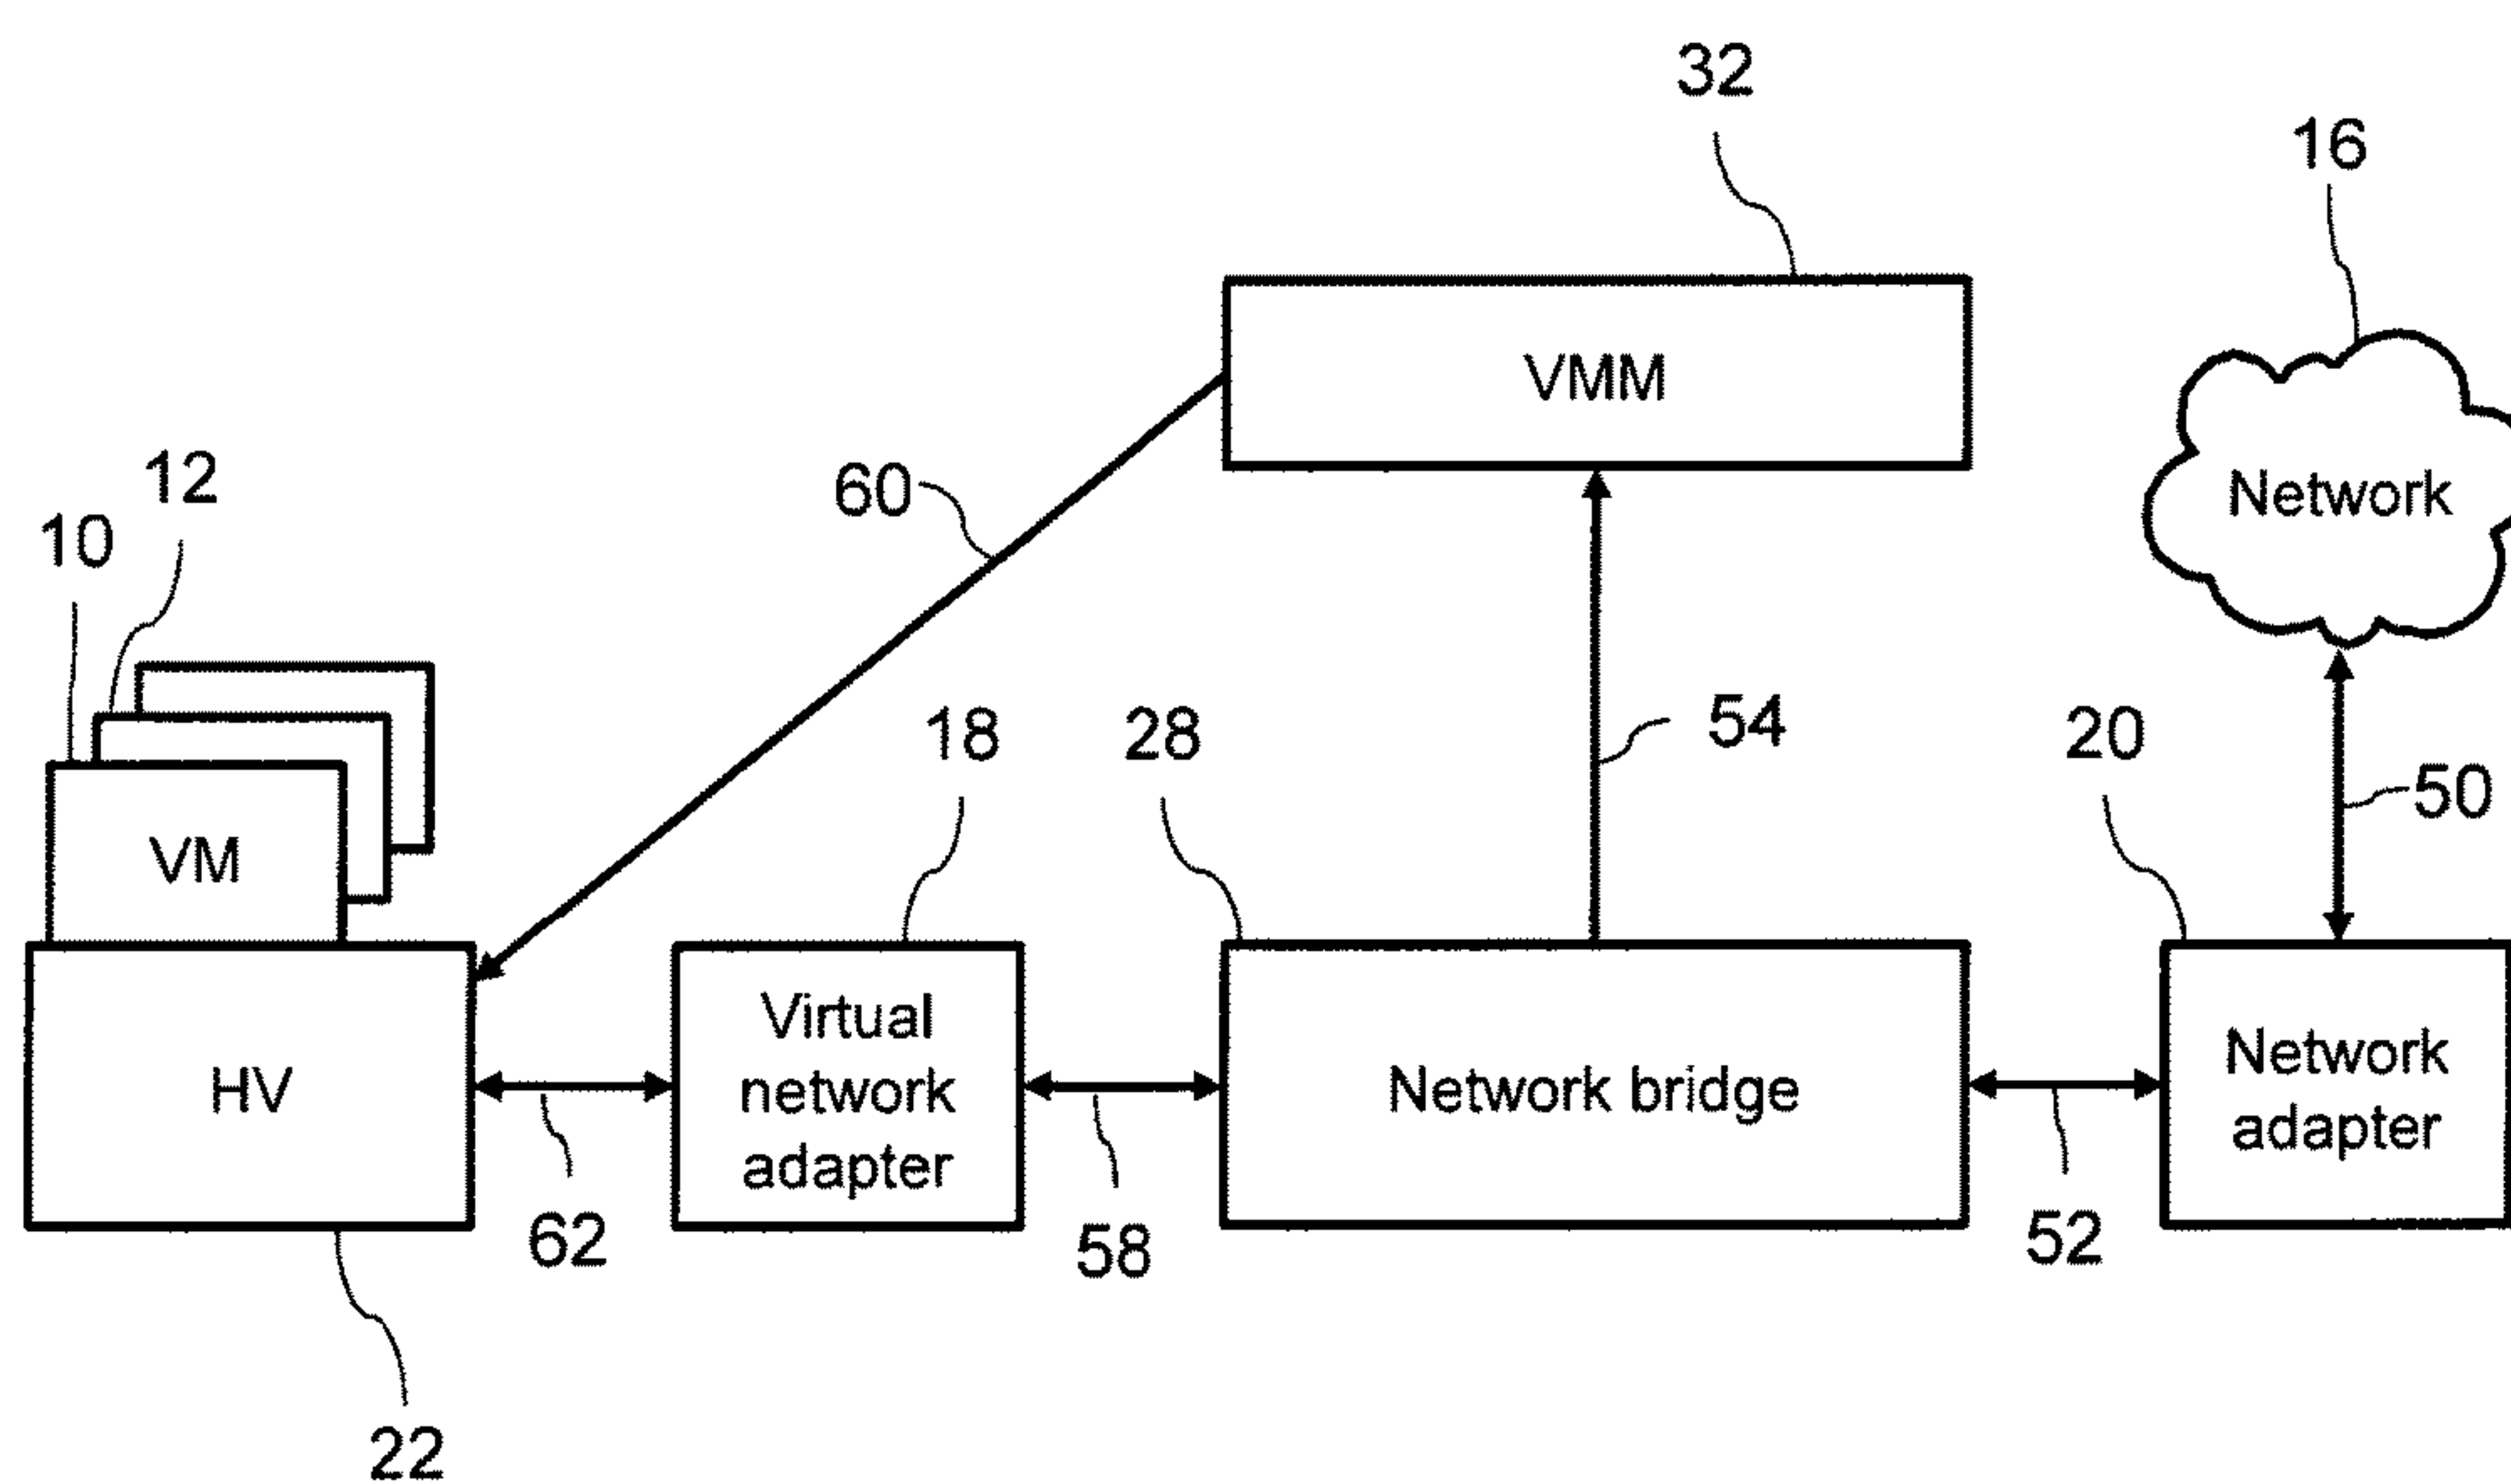 32
16
VMM
12
60
Network
10
18
28
54
20
50
VM
Virtual
network
adapter
HV
Network bridge
Network
adapter
62
58
52
22